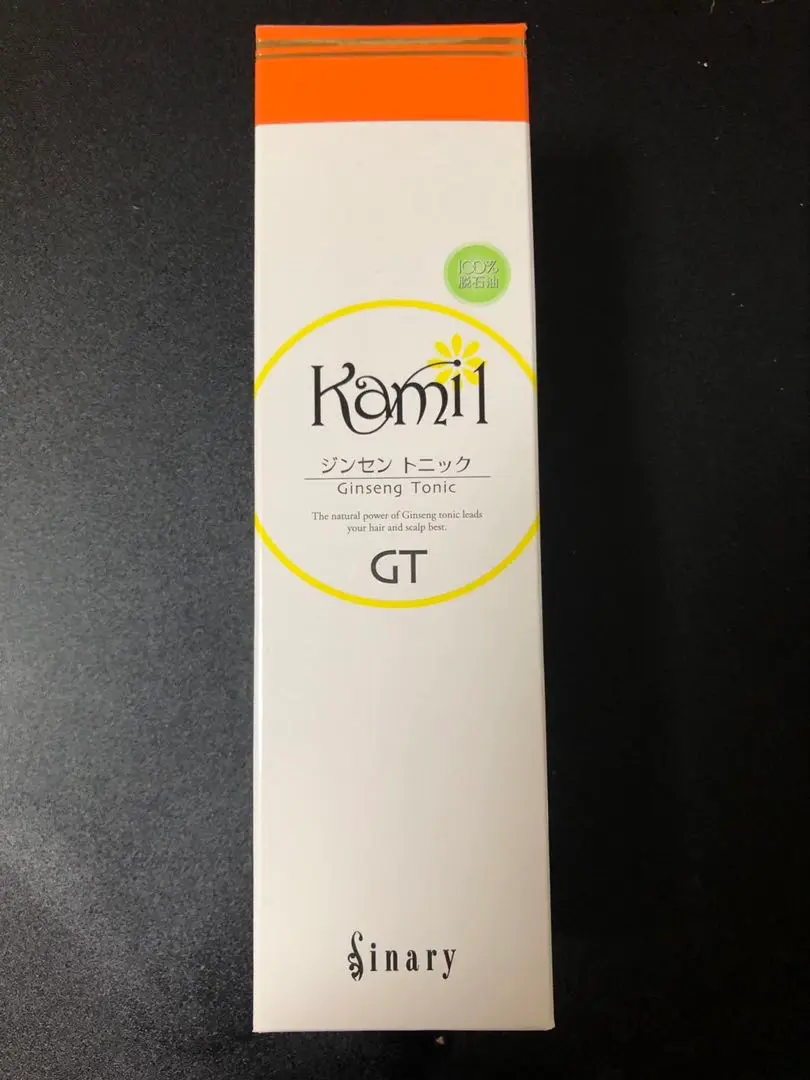 100%
脱石油
Kamil
ジンセン トニック
Ginseng Tonic
The natural power of Ginseng tonic leads
your hair and scalp best.
GT
Sinary